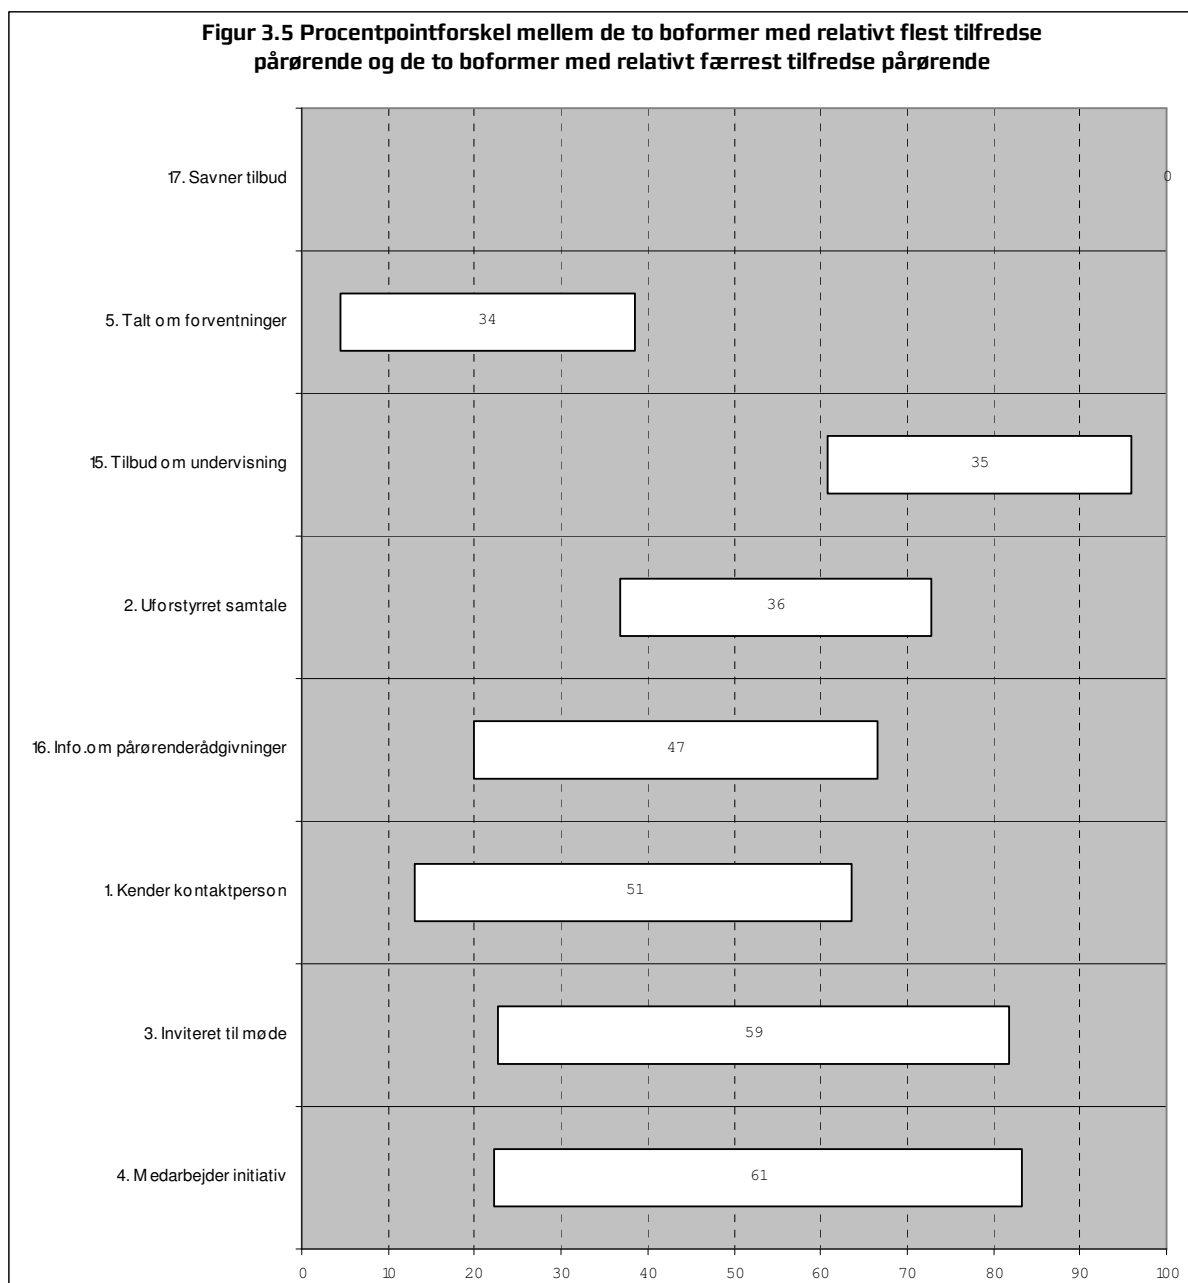 Figur 3.5 Procentpointforskel mellem de to boformer med relativt flest tilfredse
pårørende og de to boformer med relativt færrest tilfredse pårørende
17. Savner tilbud
0
5. Talt om forventninger
34
15. Tilbud om undervisning
35
2. Uforstyrret samtale
36
16. Info.om pårørenderådgivninger
47
1. Kender kontaktperson
51
3. Inviteret til møde
59
4. Medarbejder initiativ
61
0 10 20 30 40 50 60 70 80 90 100